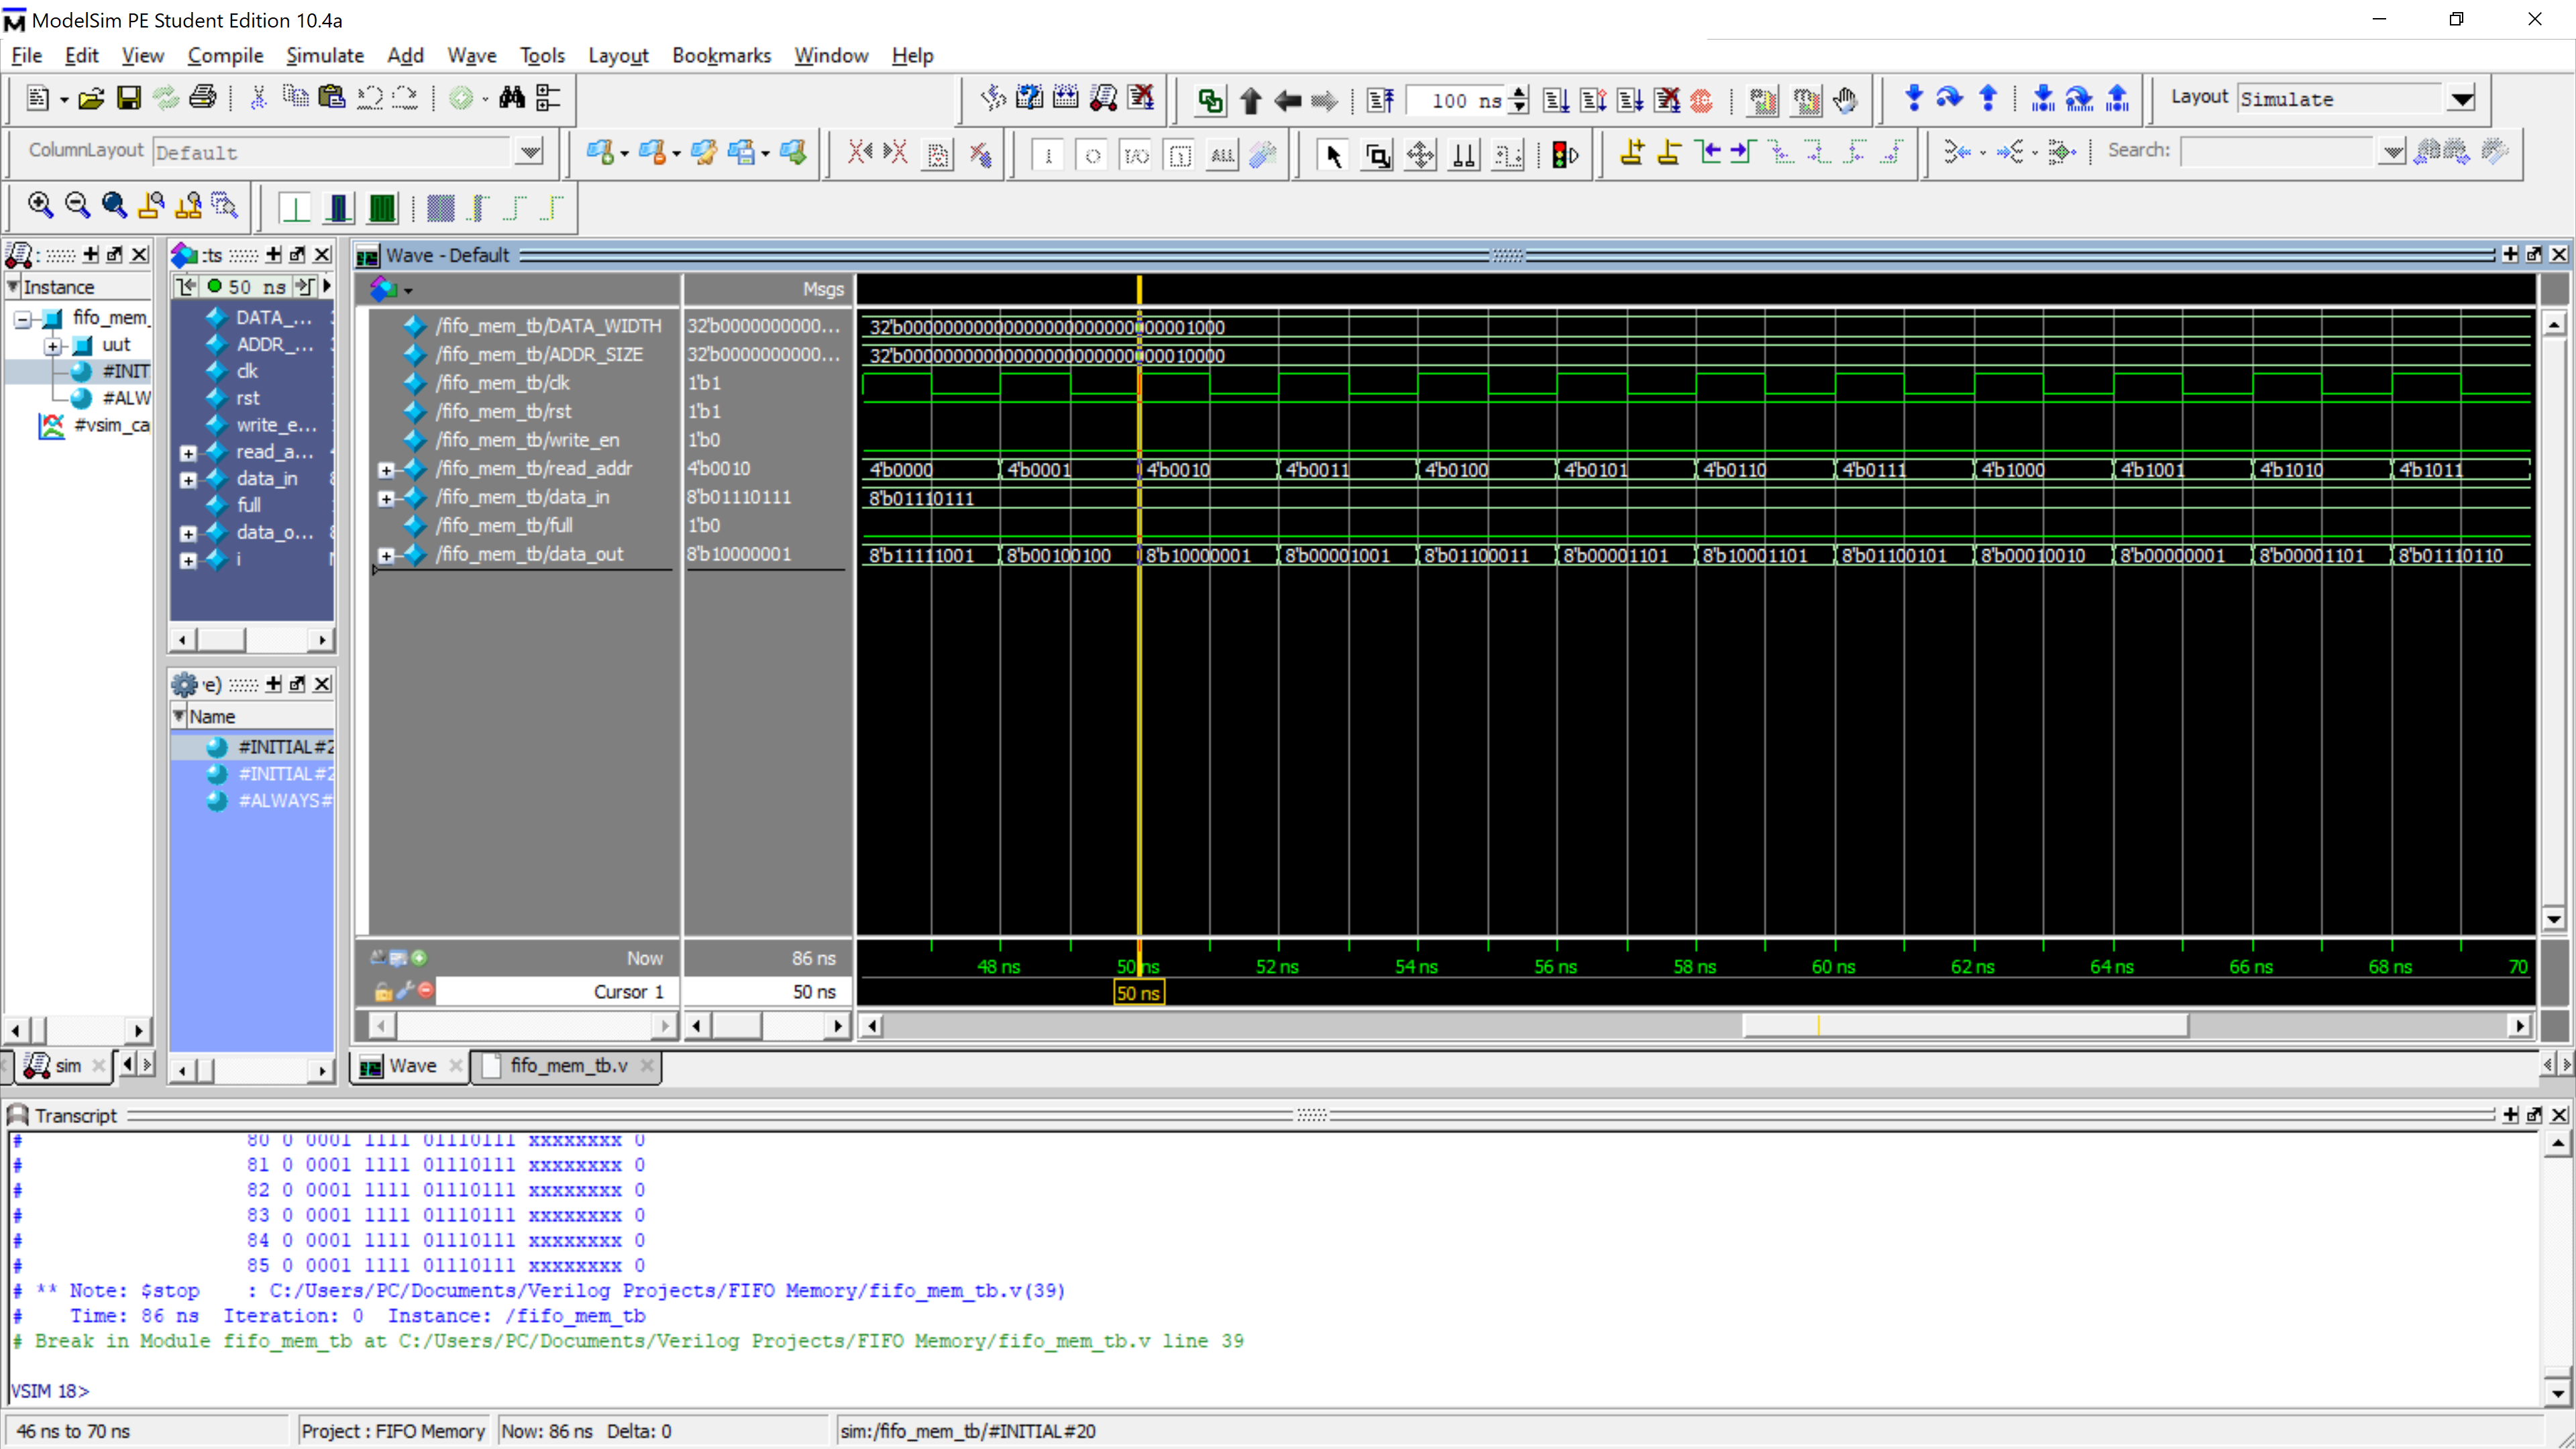 ModelSim PE Student Edition 10.4a
File Edit View Compile Simulate Add Wave Tools Layout Bookmarks Window Help
100 ns
Layout Simulate
ColumnLayout Default
ALL
Search:
:ts
Wave - Default
Instance
50 ns
Msgs
fifo_mem_
uut
#INIT
#ALW
#vsim_ca
DATA_...
ADDR_...
clk
rst
write_e...
read_a...
data_in
full
data_o...
i
/fifo_mem_tb/DATA_WIDTH 32'b0000000000... 32'b00000000000000000000000000001000
/fifo_mem_tb/ADDR_SIZE 32'b0000000000... 32'b00000000000000000000000000010000
/fifo_mem_tb/clk 1'b1
/fifo_mem_tb/rst 1'b1
/fifo_mem_tb/write_en 1'b0
/fifo_mem_tb/read_addr 4'b0010 4'b0000 4'b0001 4'b0010 4'b0011 4'b0100 4'b0101 4'b0110 4'b0111 4'b1000 4'b1001 4'b1010 4'b1011
/fifo_mem_tb/data_in 8'b01110111 8'b01110111
/fifo_mem_tb/full 1'b0
/fifo_mem_tb/data_out 8'b10000001 8'b11111001 8'b00100100 8'b10000001 8'b00001001 8'b01100011 8'b00001101 8'b10001101 8'b01100101 8'b00010010 8'b00000001 8'b00001101 8'b01110110
e)
Name
#INITIAL#2
#INITIAL#2
#ALWAYS#
Now 86 ns 48 ns 50 ns 52 ns 54 ns 56 ns 58 ns 60 ns 62 ns 64 ns 66 ns 68 ns 70
Cursor 1 50 ns 50 ns
sim Wave fifo_mem_tb.v
Transcript
# 80 0 0001 1111 01110111 xxxxxxxx 0
# 81 0 0001 1111 01110111 xxxxxxxx 0
# 82 0 0001 1111 01110111 xxxxxxxx 0
# 83 0 0001 1111 01110111 xxxxxxxx 0
# 84 0 0001 1111 01110111 xxxxxxxx 0
# 85 0 0001 1111 01110111 xxxxxxxx 0
# ** Note: $stop : C:/Users/PC/Documents/Verilog Projects/FIFO Memory/fifo_mem_tb.v(39)
# Time: 86 ns Iteration: 0 Instance: /fifo_mem_tb
# Break in Module fifo_mem_tb at C:/Users/PC/Documents/Verilog Projects/FIFO Memory/fifo_mem_tb.v line 39
VSIM 18>
46 ns to 70 ns Project : FIFO Memory Now: 86 ns Delta: 0 sim:/fifo_mem_tb/#INITIAL#20